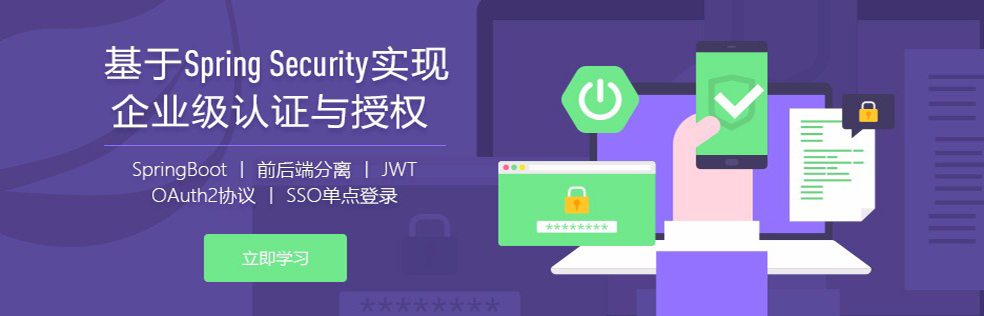 基于Spring Security实现
企业级认证与授权
SpringBoot | 前后端分离 | JWT
OAuth2协议 | SSO单点登录
立即学习
********
********